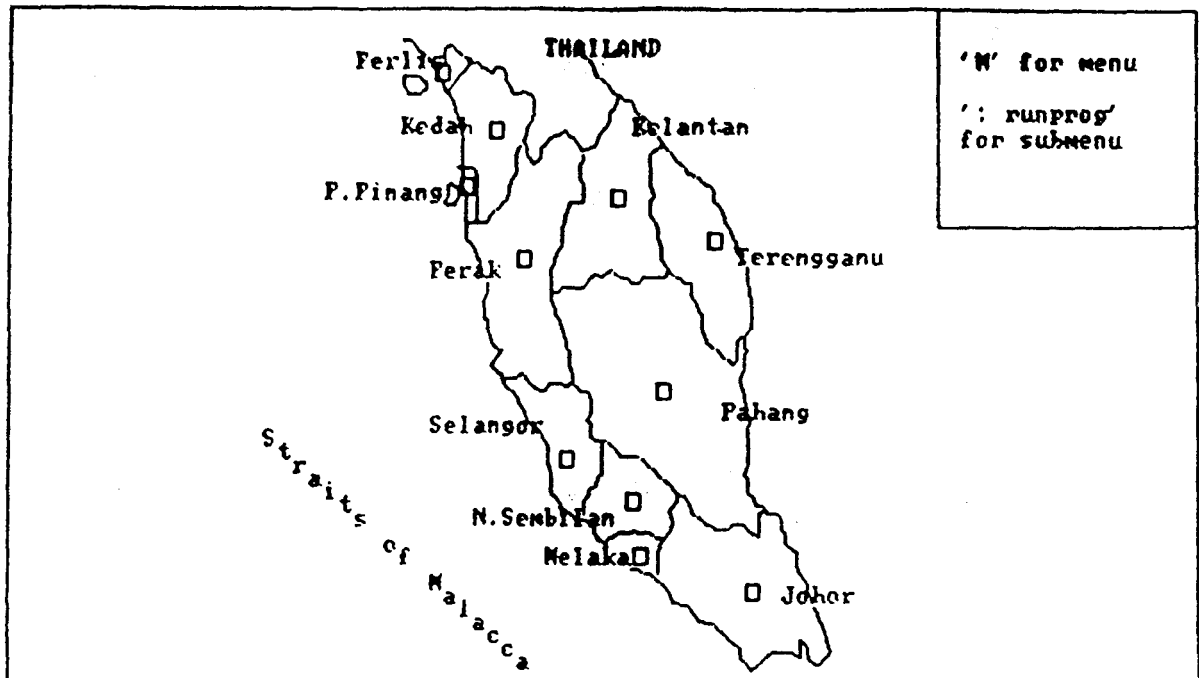 THAILAND
Perlis
Kedah
Kelantan
P.Pinang
Terengganu
Perak
Pahang
Selangor
N.Sembilan
Melaka
Johor
Straits of Malacca
'M' for menu
': runprog'
for submenu